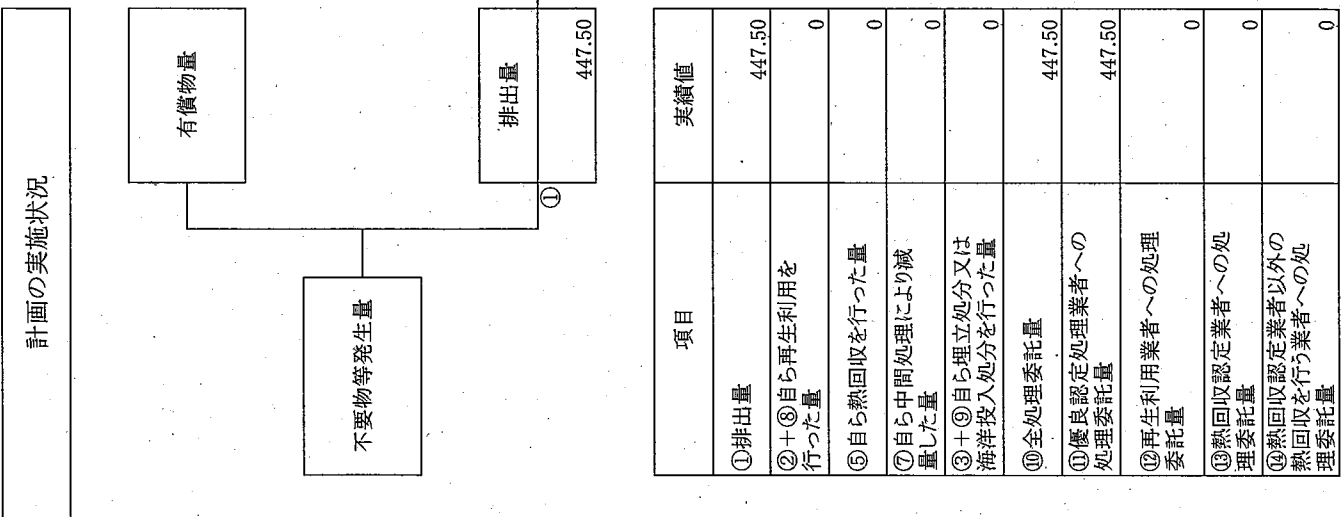 計画の実施状況
有償物量
不要物等発生量
排出量
①
447.50
項目
実績値
①排出量
447.50
②+⑧自ら再生利用を
行った量
0
⑤自ら熱回収を行った量
0
⑦自ら中間処理により減
量した量
0
③+⑨自ら埋立処分又は
海洋投入処分を行った量
0
⑩全処理委託量
447.50
⑪優良認定処理業者への
処理委託量
447.50
⑫再生利用業者への処理
委託量
0
⑬熱回収認定業者への処
理委託量
0
⑭熱回収認定業者以外の
熱回収を行う業者への処
理委託量
0